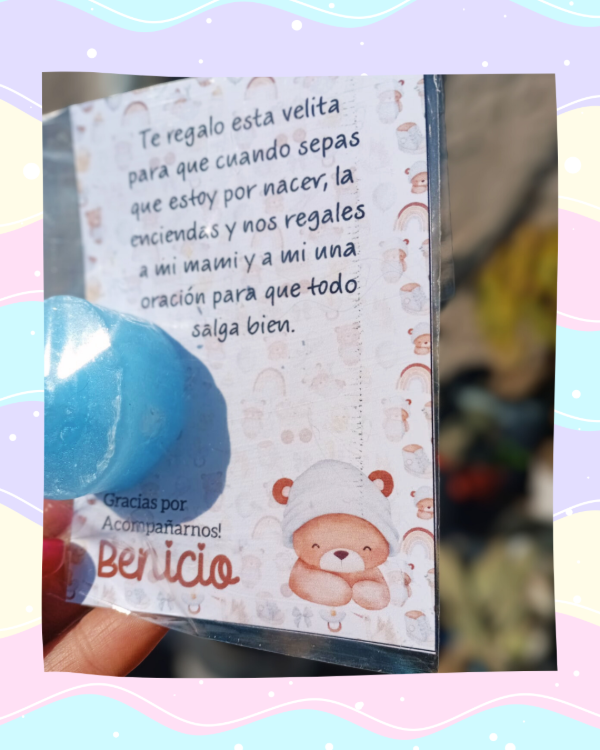 Te regalo esta velita
para que cuando sepas
que estoy por nacer, la
enciendas y nos regales
a mi mami y a mi una
oración para que todo
salga bien.
Gracias por
Acompañarnos!
Benicio